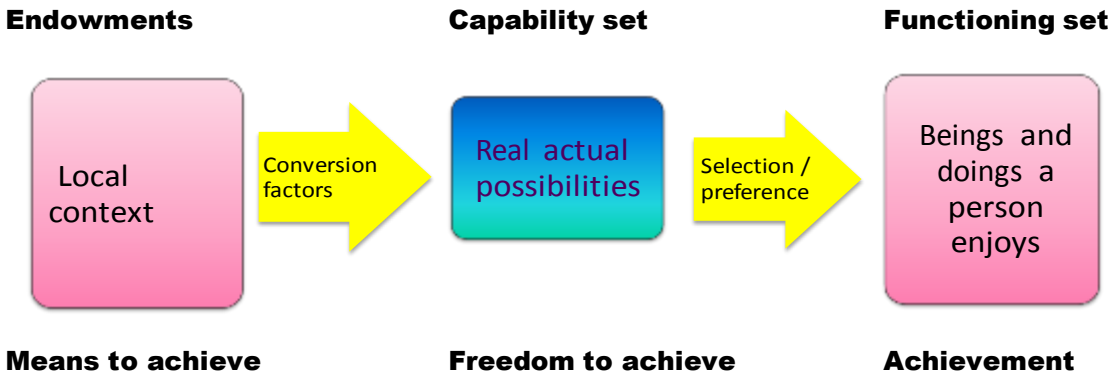 Endowments
Capability set
Functioning set
Local
context
Conversion
factors
Real actual
possibilities
Selection /
preference
Beings and
doings a
person
enjoys
Means to achieve
Freedom to achieve
Achievement